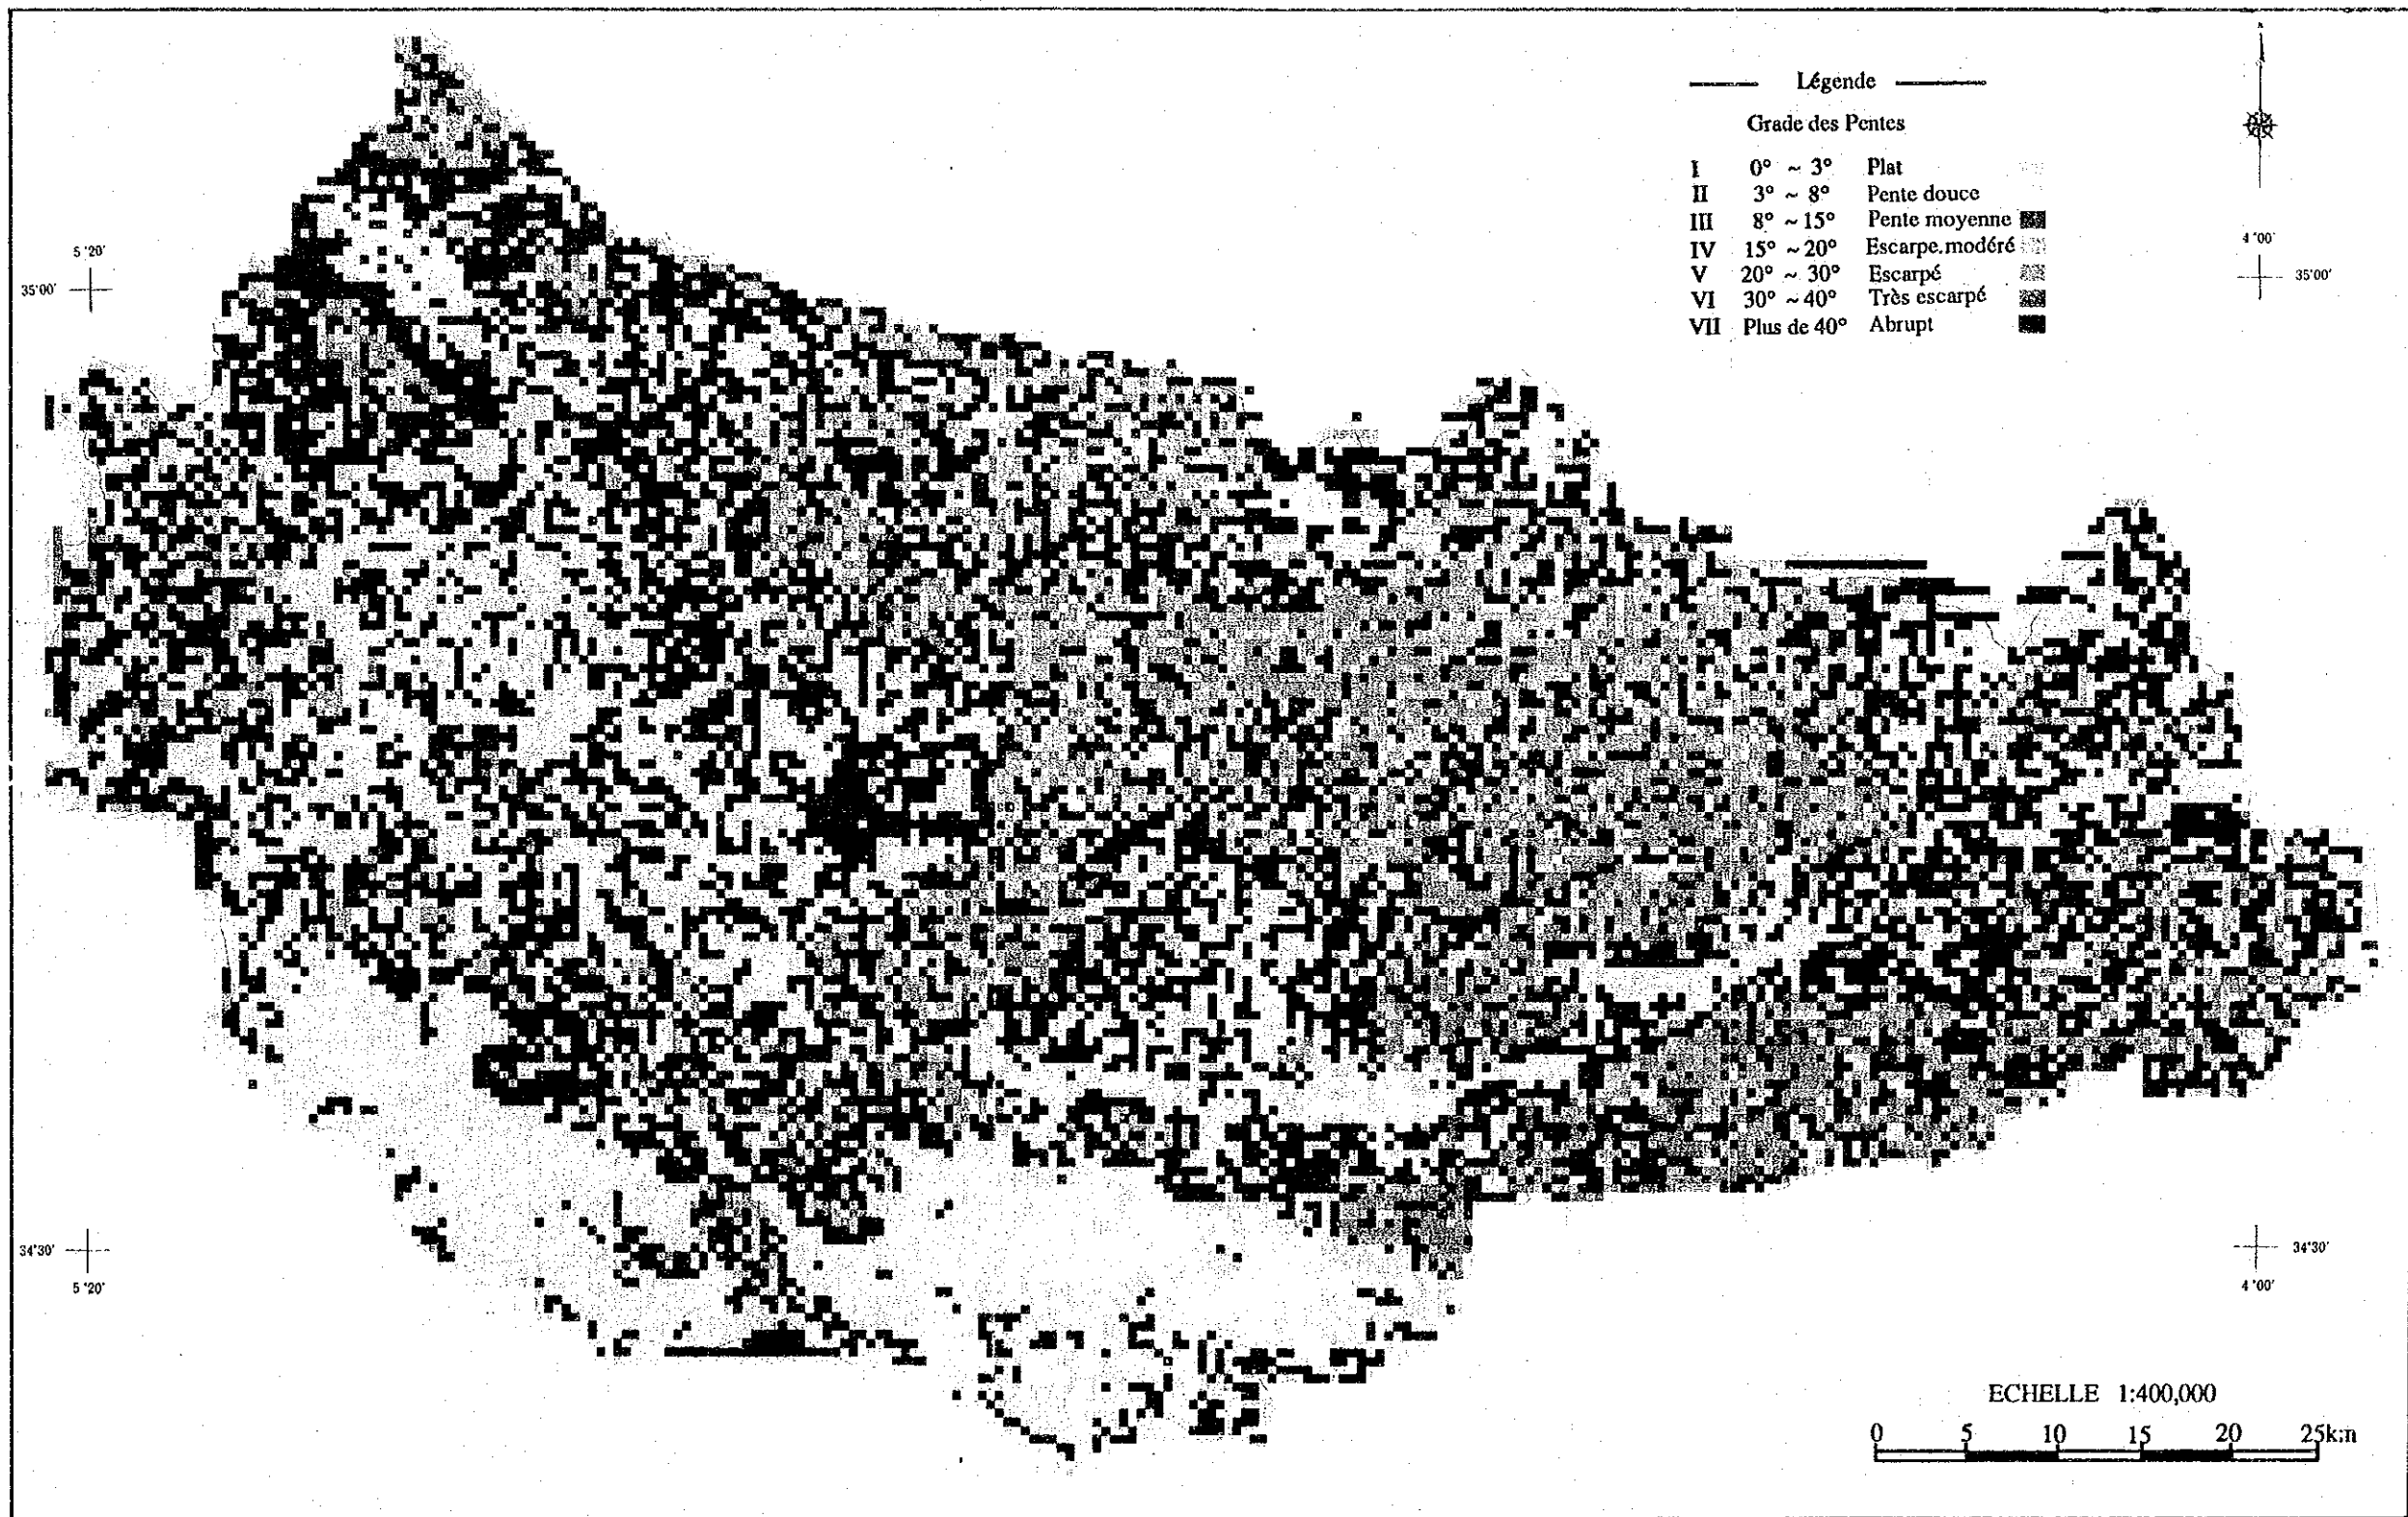 Légende
Grade des Pentes
I 0° ~ 3° Plat
II 3° ~ 8° Pente douce
III 8° ~ 15° Pente moyenne
IV 15° ~ 20° Escarpe.modéré
V 20° ~ 30° Escarpé
VI 30° ~ 40° Très escarpé
VII Plus de 40° Abrupt
5°20'
4°00'
35°00'
35°00'
34°30'
34°30'
5°20'
4°00'
ECHELLE 1:400,000
0 5 10 15 20 25km